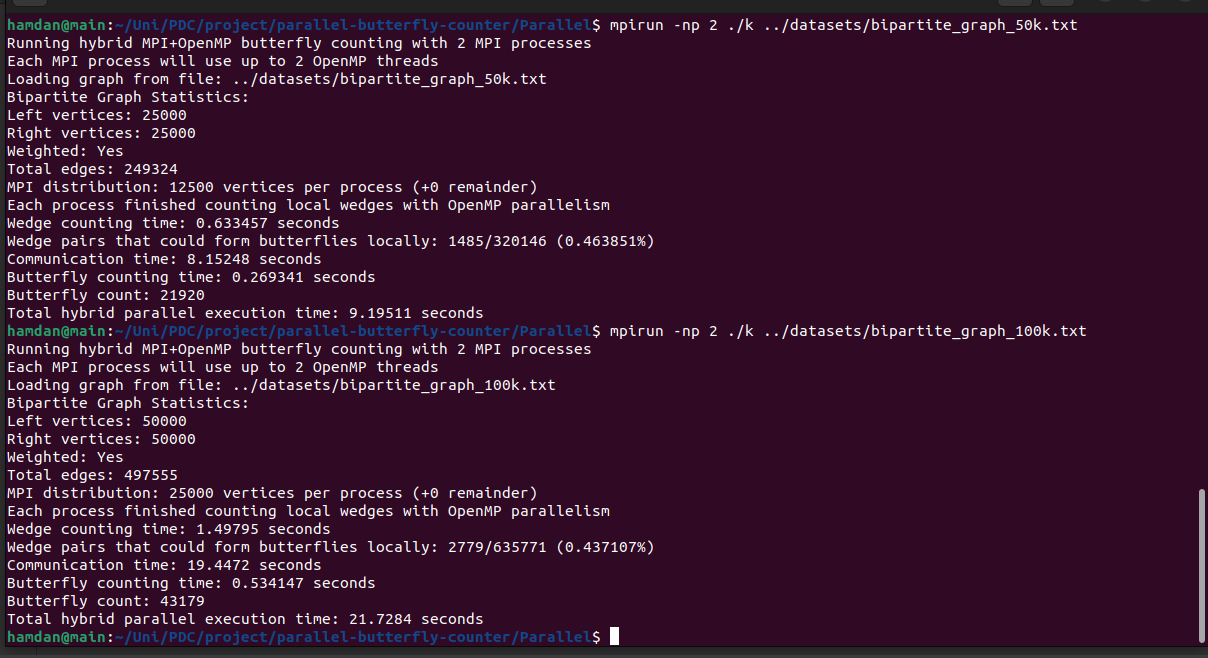 hamdan@main:~/Uni/PDC/project/parallel-butterfly-counter/Parallel$ mpirun -np 2 ./k ../datasets/bipartite_graph_50k.txt
Running hybrid MPI+OpenMP butterfly counting with 2 MPI processes
Each MPI process will use up to 2 OpenMP threads
Loading graph from file: ../datasets/bipartite_graph_50k.txt
Bipartite Graph Statistics:
Left vertices: 25000
Right vertices: 25000
Weighted: Yes
Total edges: 249324
MPI distribution: 12500 vertices per process (+0 remainder)
Each process finished counting local wedges with OpenMP parallelism
Wedge counting time: 0.633457 seconds
Wedge pairs that could form butterflies locally: 1485/320146 (0.463851%)
Communication time: 8.15248 seconds
Butterfly counting time: 0.269341 seconds
Butterfly count: 21920
Total hybrid parallel execution time: 9.19511 seconds
hamdan@main:~/Uni/PDC/project/parallel-butterfly-counter/Parallel$ mpirun -np 2 ./k ../datasets/bipartite_graph_100k.txt
Running hybrid MPI+OpenMP butterfly counting with 2 MPI processes
Each MPI process will use up to 2 OpenMP threads
Loading graph from file: ../datasets/bipartite_graph_100k.txt
Bipartite Graph Statistics:
Left vertices: 50000
Right vertices: 50000
Weighted: Yes
Total edges: 497555
MPI distribution: 25000 vertices per process (+0 remainder)
Each process finished counting local wedges with OpenMP parallelism
Wedge counting time: 1.49795 seconds
Wedge pairs that could form butterflies locally: 2779/635771 (0.437107%)
Communication time: 19.4472 seconds
Butterfly counting time: 0.534147 seconds
Butterfly count: 43179
Total hybrid parallel execution time: 21.7284 seconds
hamdan@main:~/Uni/PDC/project/parallel-butterfly-counter/Parallel$